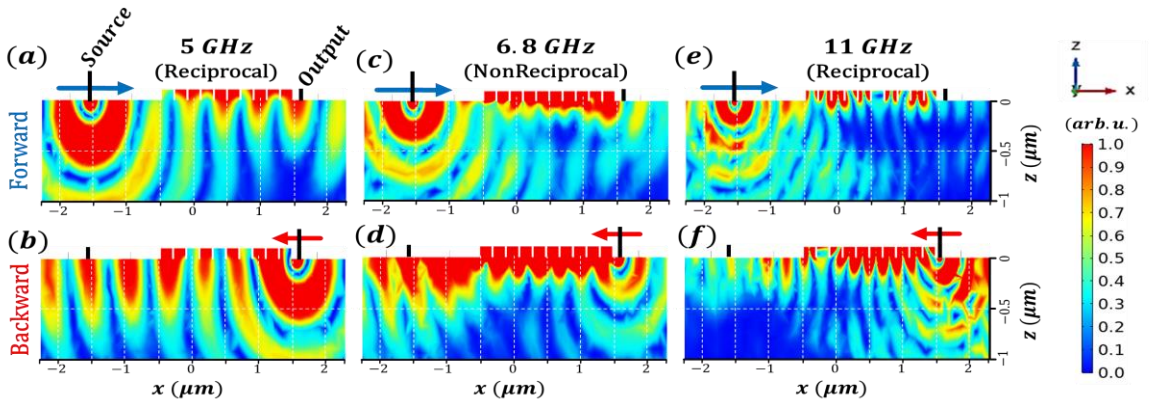 (a) Source 5 GHz (Reciprocal) Output
(c) 6.8 GHz (NonReciprocal)
(e) 11 GHz (Reciprocal)
z
x
Forward
0
-0.5
-1
z (μm)
−2 −1 0 1 2
−2 −1 0 1 2
−2 −1 0 1 2
(arb.u.)
1.0
0.9
0.8
0.7
0.6
0.5
0.4
0.3
0.2
0.1
0.0
(b)
(d)
(f)
Backward
0
-0.5
-1
z (μm)
−2 −1 0 1 2
−2 −1 0 1 2
−2 −1 0 1 2
x (μm)
x (μm)
x (μm)